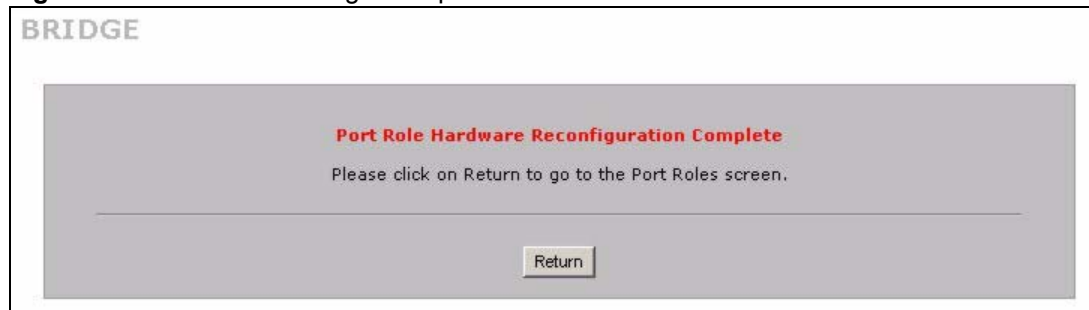 BRIDGE
Port Role Hardware Reconfiguration Complete
Please click on Return to go to the Port Roles screen.
Return